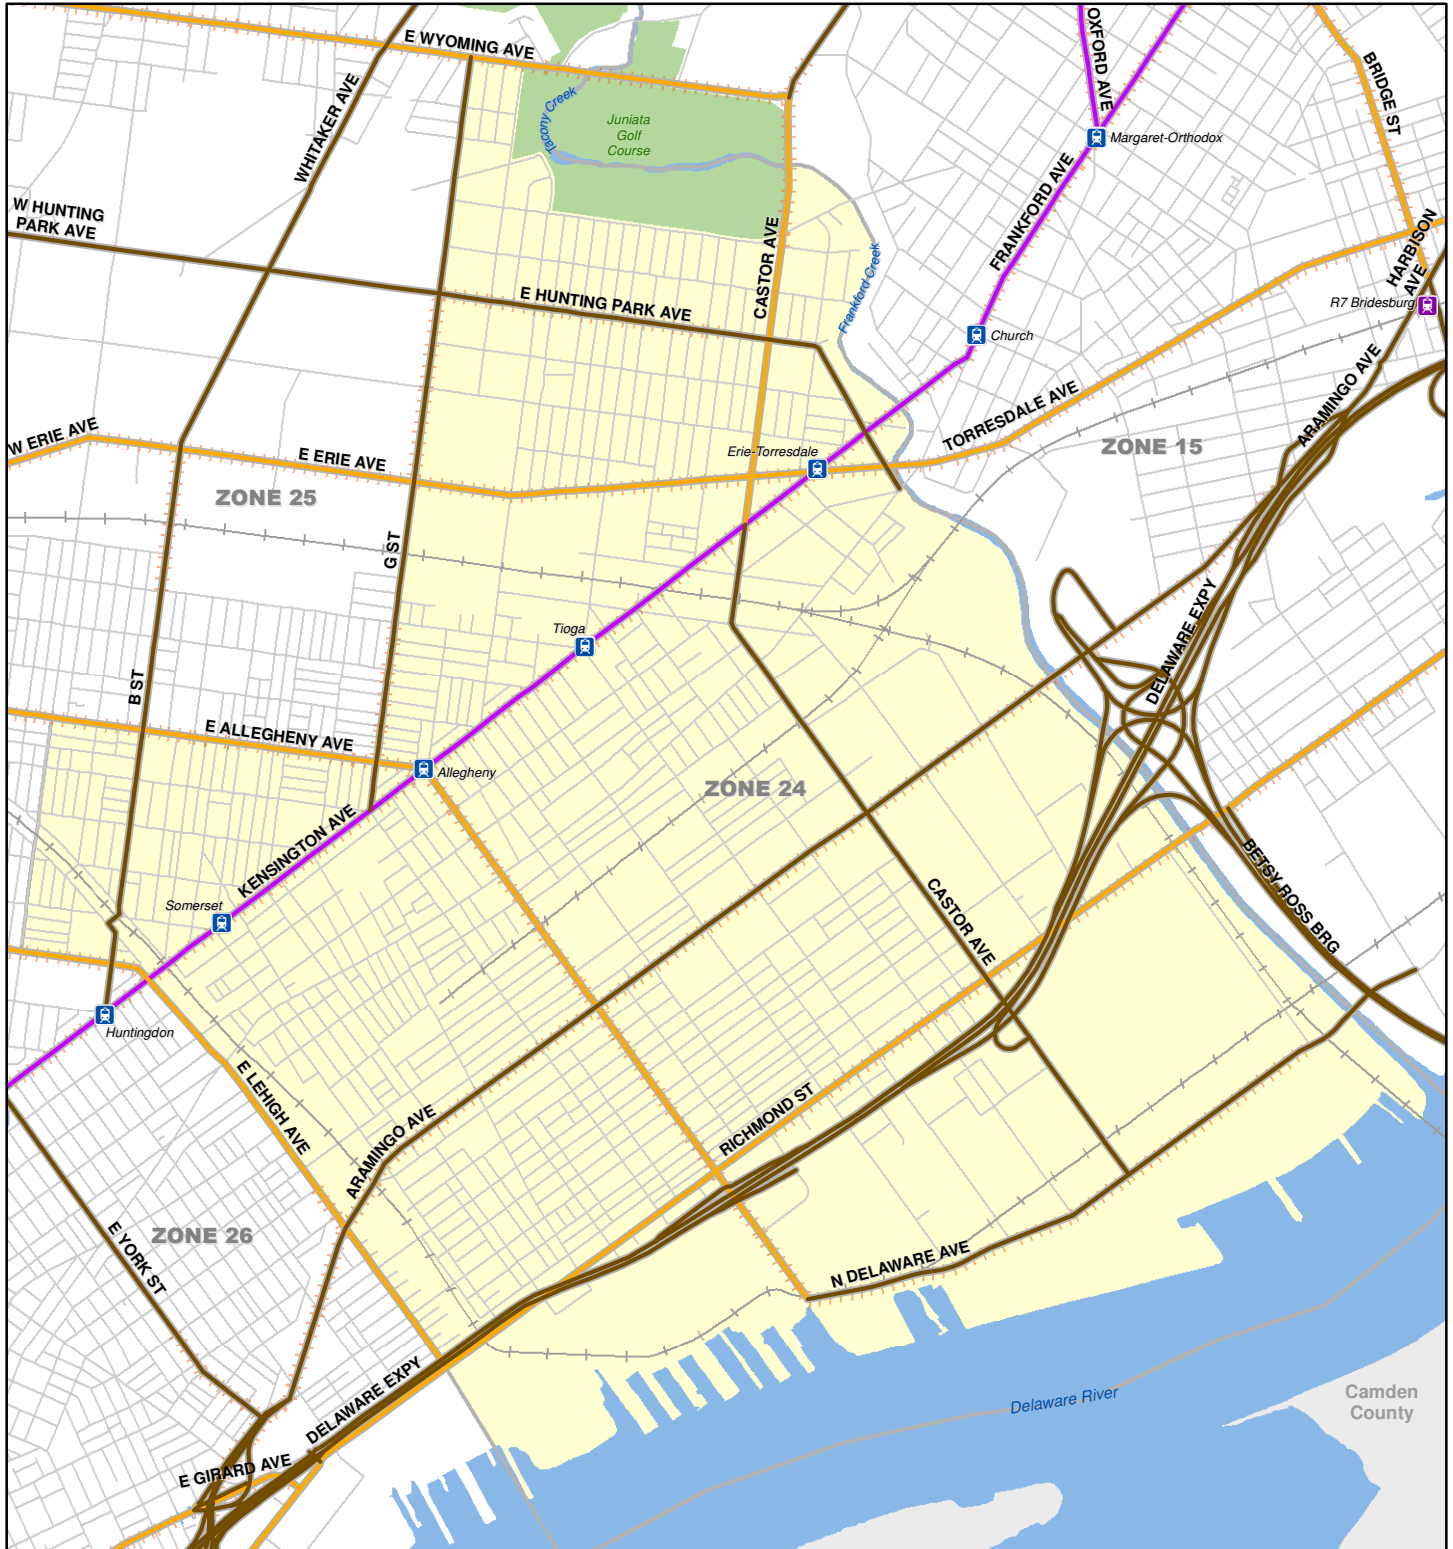 E WYOMING AVE
OXFORD AVE
BRIDGE ST
WHITAKER AVE
Tacony Creek
Juniata
Golf
Course
Margaret-Orthodox
FRANKFORD AVE
W HUNTING
PARK AVE
CASTOR AVE
HARBISON
AVE
Frankford Creek
E HUNTING PARK AVE
R7 Bridesburg
Church
ARAMINGO AVE
TORRESDALE AVE
W ERIE AVE
E ERIE AVE
Erie-Torresdale
ZONE 15
ZONE 25
G ST
DELAWARE EXPY
Tioga
B ST
E ALLEGHENY AVE
Allegheny
ZONE 24
KENSINGTON AVE
Somerset
CASTOR AVE
BETSY ROSS BRG
Huntingdon
E LEHIGH AVE
ARAMINGO AVE
RICHMOND ST
ZONE 26
E YORK ST
N DELAWARE AVE
DELAWARE EXPY
Delaware River
Camden
County
E GIRARD AVE